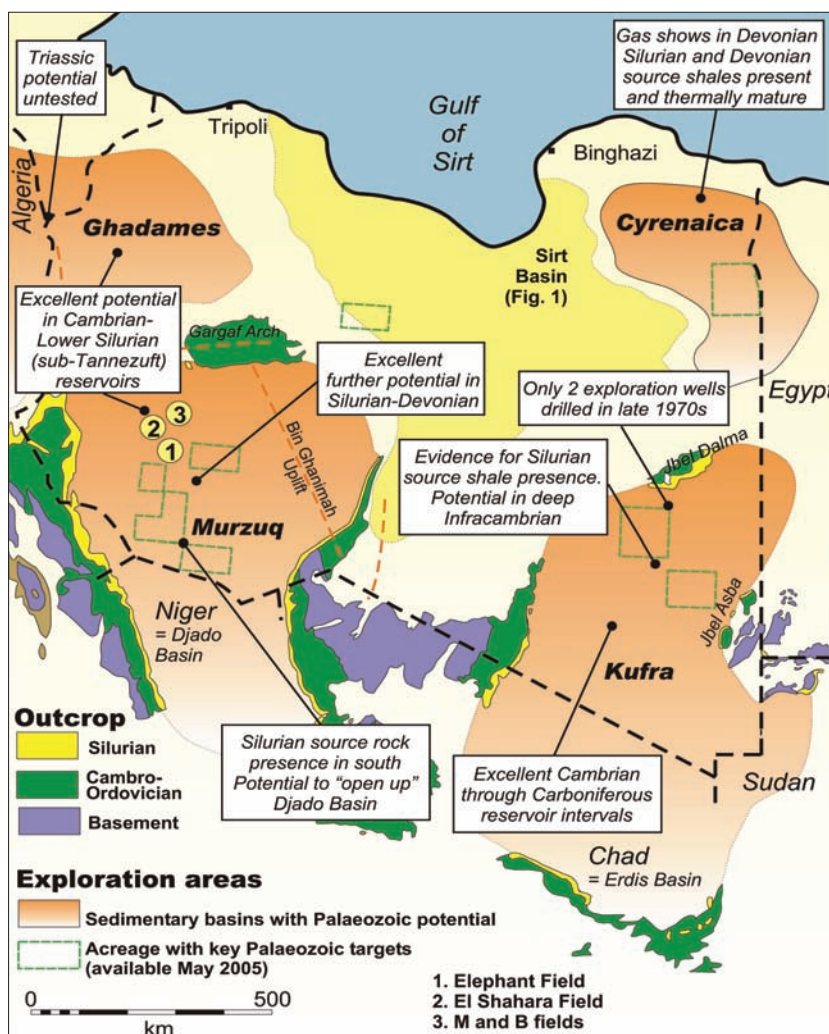 Triassic
potential
untested
Gas shows in Devonian
Silurian and Devonian
source shales present
and thermally mature
Tripoli
Gulf
of
Sirt
Binghazi
Algeria
Ghadames
Cyrenaica
Sirt
Basin
(Fig. 1)
Excellent potential
in Cambrian-
Lower Silurian
(sub-Tannezuft)
reservoirs
Gargaf Arch
Excellent
further potential in
Silurian-Devonian
Only 2 exploration wells
drilled in late 1970s
Egypt
3
2
1
Bin Ghanimah
Uplift
Jbel Dalma
Evidence for Silurian
source shale presence.
Potential in deep
Infracambrian
Murzuq
Niger
= Djado
Basin
Jbel Asba
Kufra
Outcrop
Silurian
Cambro-
Ordovician
Basement
Silurian source rock
presence in south
Potential to “open up”
Djado Basin
Excellent Cambrian
through Carboniferous
reservoir intervals
Sudan
Chad
= Erdis Basin
Exploration areas
Sedimentary basins with Palaeozoic potential
Acreage with key Palaeozoic targets
(available May 2005)
0 500
km
1. Elephant Field
2. El Shahara Field
3. M and B fields